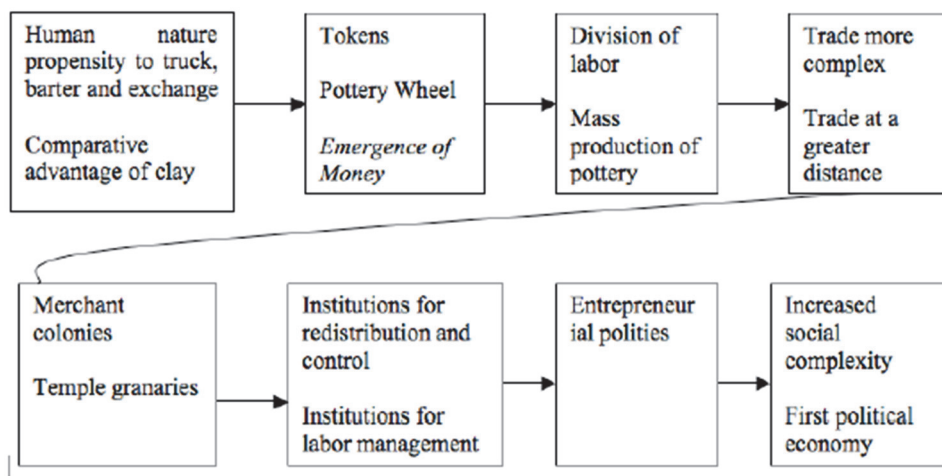 Human nature
propensity to truck,
barter and exchange
Comparative
advantage of clay
Tokens
Pottery Wheel
Emergence of
Money
Division of
labor
Mass
production of
pottery
Trade more
complex
Trade at a
greater
distance
Merchant
colonies
Temple granaries
Institutions for
redistribution and
control
Institutions for
labor management
Entrepreneur
ial polities
Increased
social
complexity
First political
economy